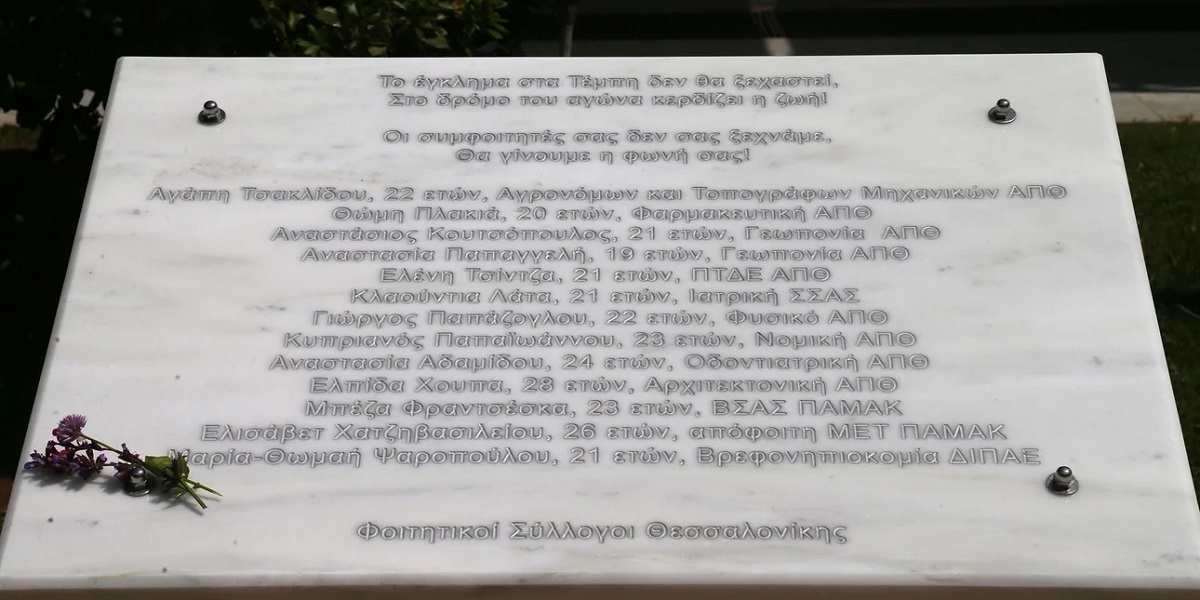 Το έγκλημα στα Τέμπη δεν θα ξεχαστεί,
Στο δρόμο του αγώνα κερδίζει η ζωή!
Οι συμφοιτητές σας δεν σας ξεχνάμε,
Θα γίνουμε η φωνή σας!
Αγάπη Τσακλίδου, 22 ετών, Αγρονόμων και Τοπογράφων Μηχανικών ΑΠΘ
Θώμη Πλακιά, 20 ετών, Φαρμακευτική ΑΠΘ
Αναστάσιος Κουτσόπουλος, 21 ετών, Γεωπονία ΑΠΘ
Αναστασία Παπαγγελή, 19 ετών, Γεωπονία ΑΠΘ
Ελένη Τσίντζα, 21 ετών, ΠΤΔΕ ΑΠΘ
Κλαούντια Λάτα, 21 ετών, Ιατρική ΣΣΑΣ
Γιώργος Παπάζογλου, 22 ετών, Φυσικό ΑΠΘ
Κυπριανός Παπαϊωάννου, 23 ετών, Νομική ΑΠΘ
Αναστασία Αδαμίδου, 24 ετών, Οδοντιατρική ΑΠΘ
Ελπίδα Χουπα, 28 ετών, Αρχιτεκτονική ΑΠΘ
Μπέζα Φραντσέσκα, 23 ετών, ΒΣΑΣ ΠΑΜΑΚ
Ελισάβετ Χατζηβασιλείου, 26 ετών, απόφοιτη ΜΕΤ ΠΑΜΑΚ
Μαρία-Θωμαή Ψαροπούλου, 21 ετών, Βρεφονηπιοκομία ΔΙΠΑΕ
Φοιτητικοί Σύλλογοι Θεσσαλονίκης